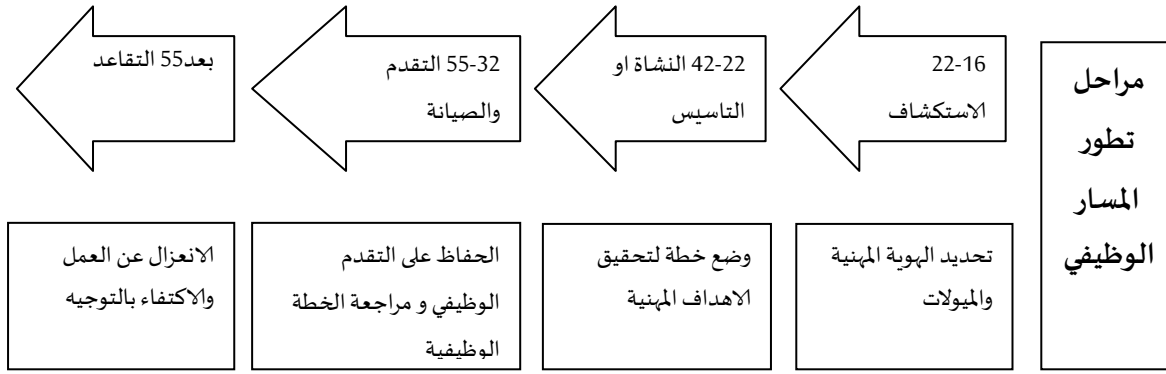 مراحل
تطور
المسار
الوظيفي
22-16
الاستكشاف
42-22 النشاة او
التاسيس
55-32 التقدم
والصيانة
بعد55 التقاعد
تحديد الهوية المهنية
والميولات
وضع خطة لتحقيق
الاهداف المهنية
الحفاظ على التقدم
الوظيفي و مراجعة الخطة
الوظيفية
الانعزال عن العمل
والاكتفاء بالتوجيه